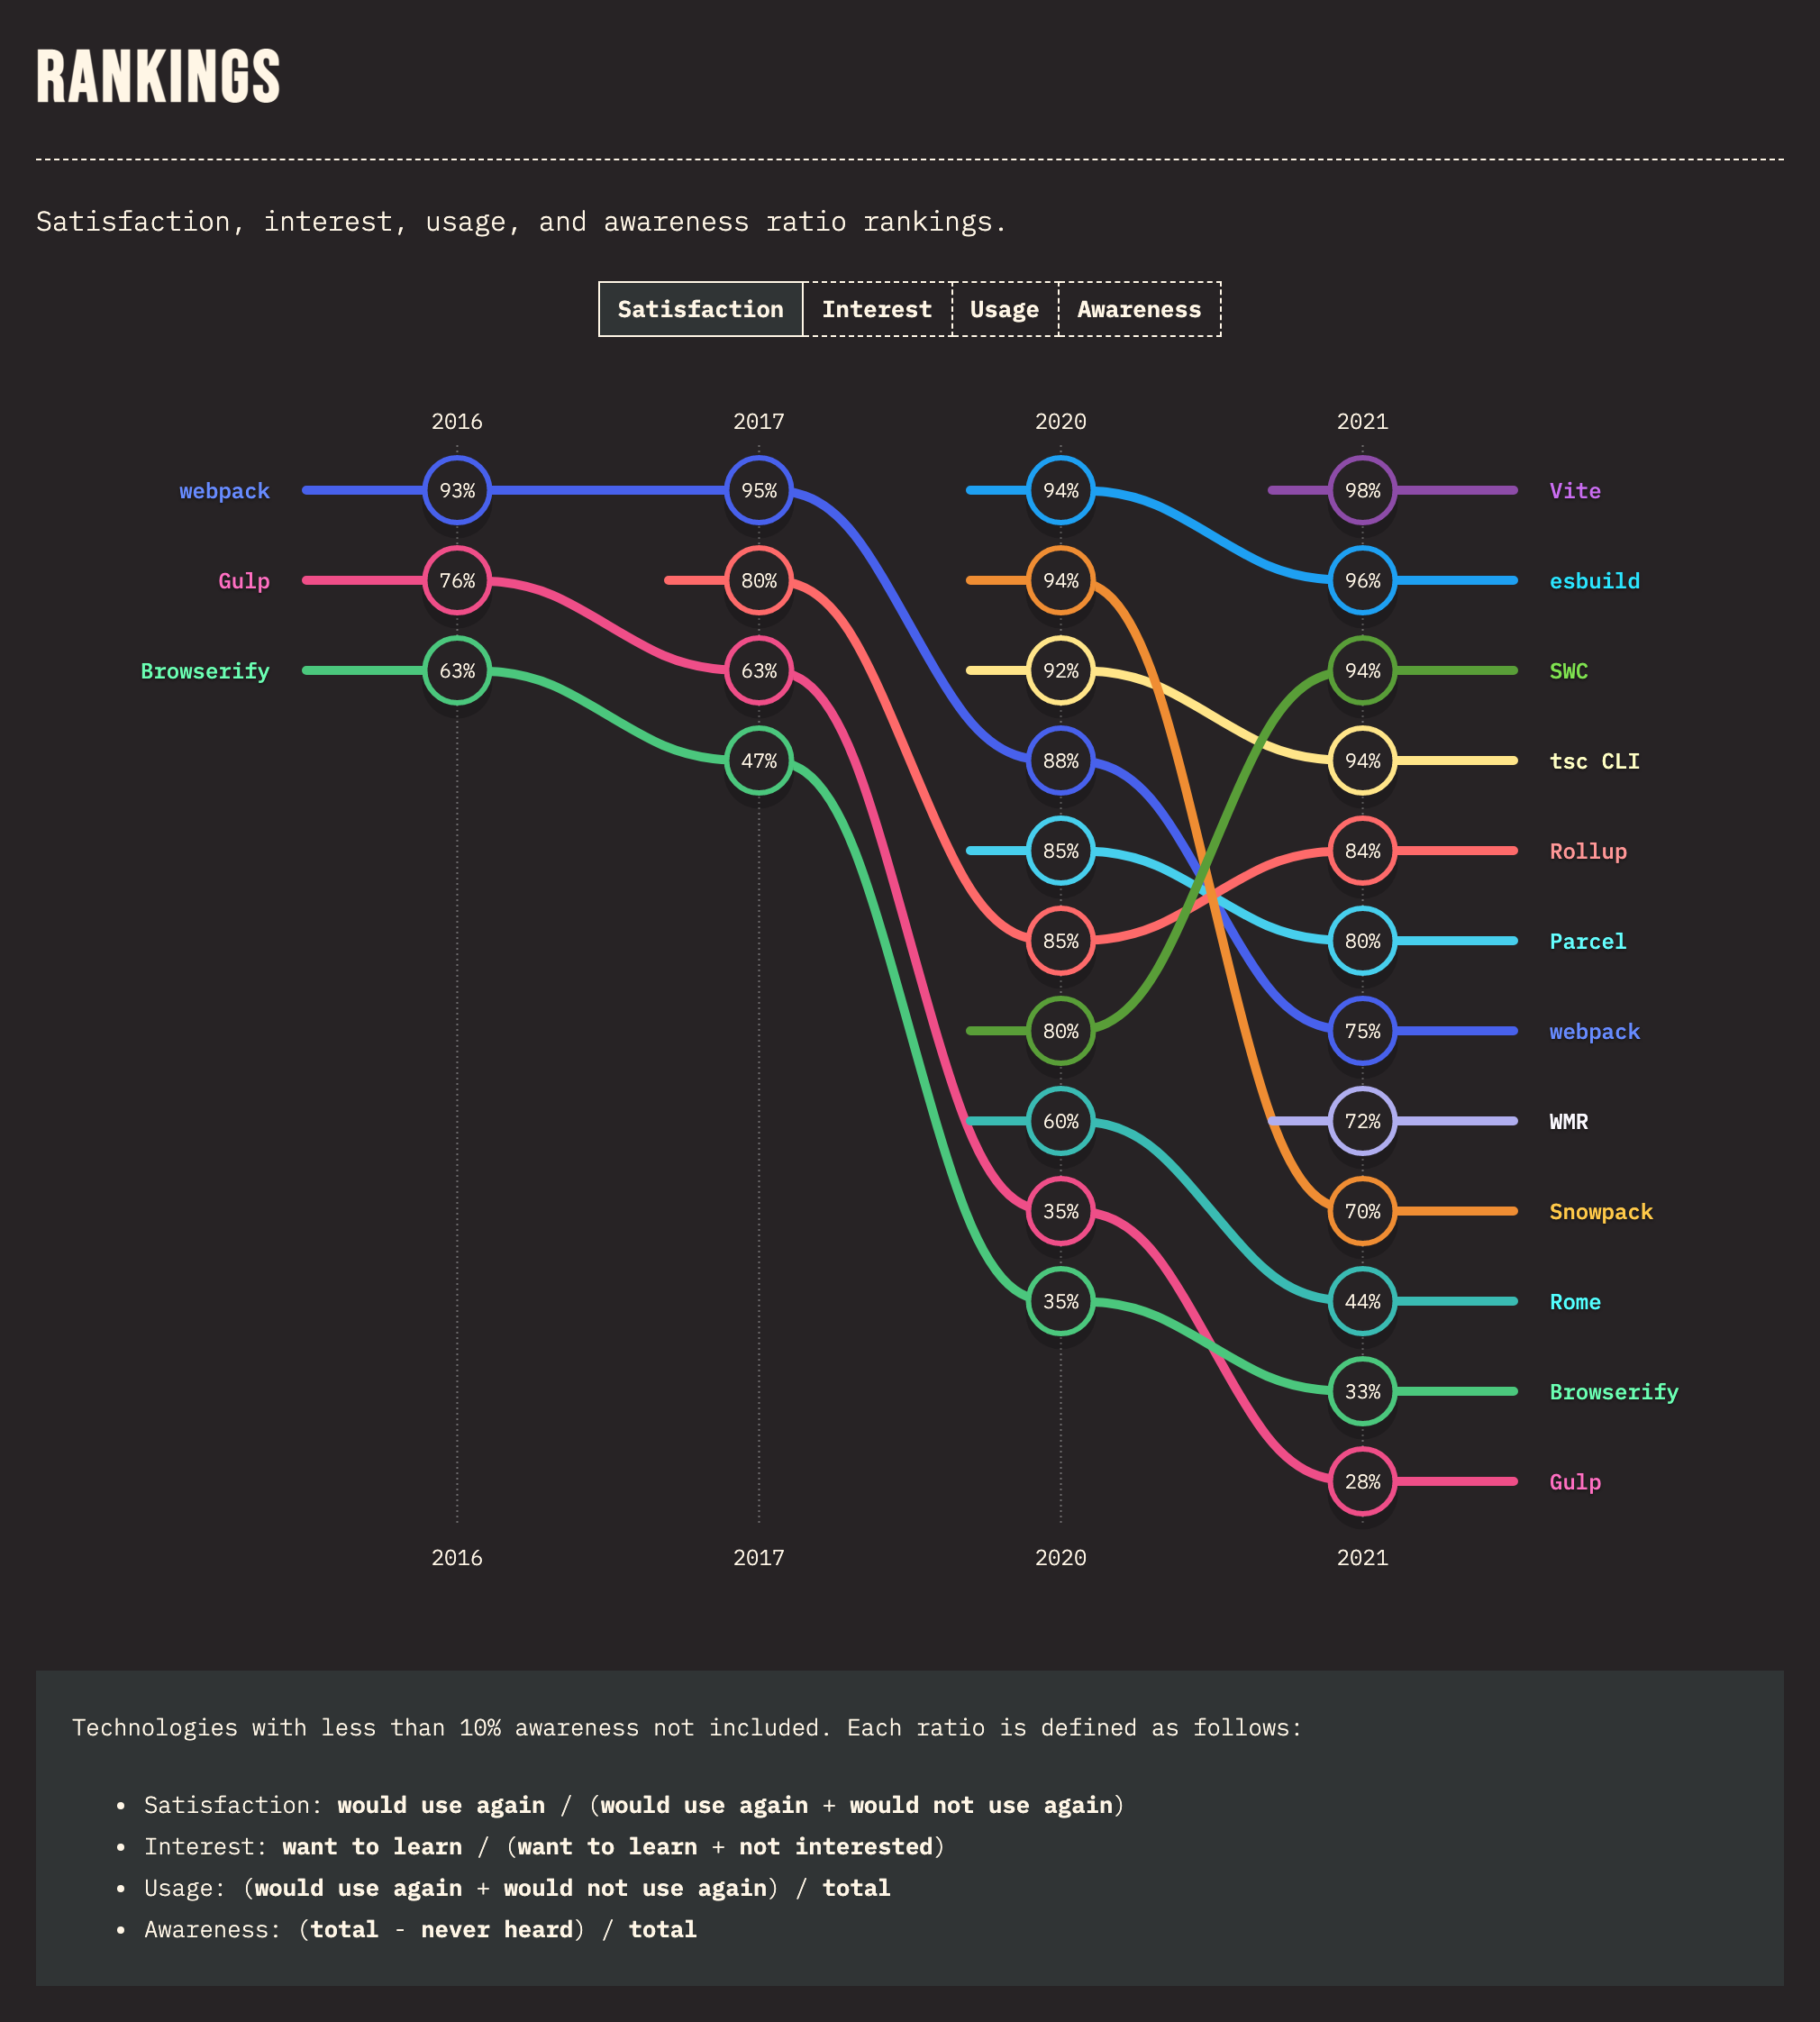 RANKINGS
Satisfaction, interest, usage, and awareness ratio rankings.
Satisfaction Interest Usage Awareness
2016 2017 2020 2021
webpack 93% 95% 94% 98% Vite
Gulp 76% 80% 94% 96% esbuild
Browserify 63% 63% 92% 94% SWC
47% 88% 94% tsc CLI
85% 84% Rollup
85% 80% Parcel
80% 75% webpack
60% 72% WMR
35% 70% Snowpack
35% 44% Rome
33% Browserify
28% Gulp
2016 2017 2020 2021
Technologies with less than 10% awareness not included. Each ratio is defined as follows:
• Satisfaction: would use again / (would use again + would not use again)
• Interest: want to learn / (want to learn + not interested)
• Usage: (would use again + would not use again) / total
• Awareness: (total - never heard) / total